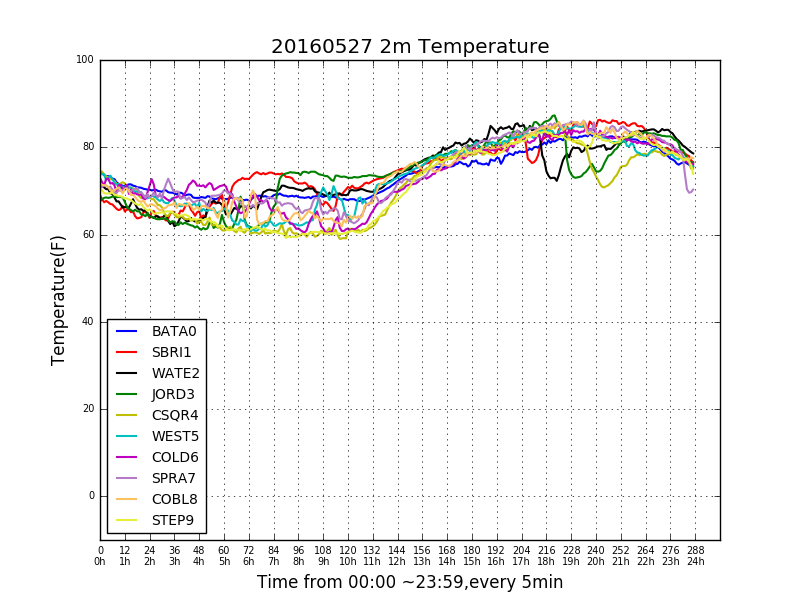 20160527 2m Temperature
100
80
60
40
20
0
Temperature(F)
BATA0
SBRI1
WATE2
JORD3
CSQR4
WEST5
COLD6
SPRA7
COBL8
STEP9
0 12 24 36 48 60 72 84 96 108 120 132 144 156 168 180 192 204 216 228 240 252 264 276 288
0h 1h 2h 3h 4h 5h 6h 7h 8h 9h 10h 11h 12h 13h 14h 15h 16h 17h 18h 19h 20h 21h 22h 23h 24h
Time from 00:00 ~23:59,every 5min